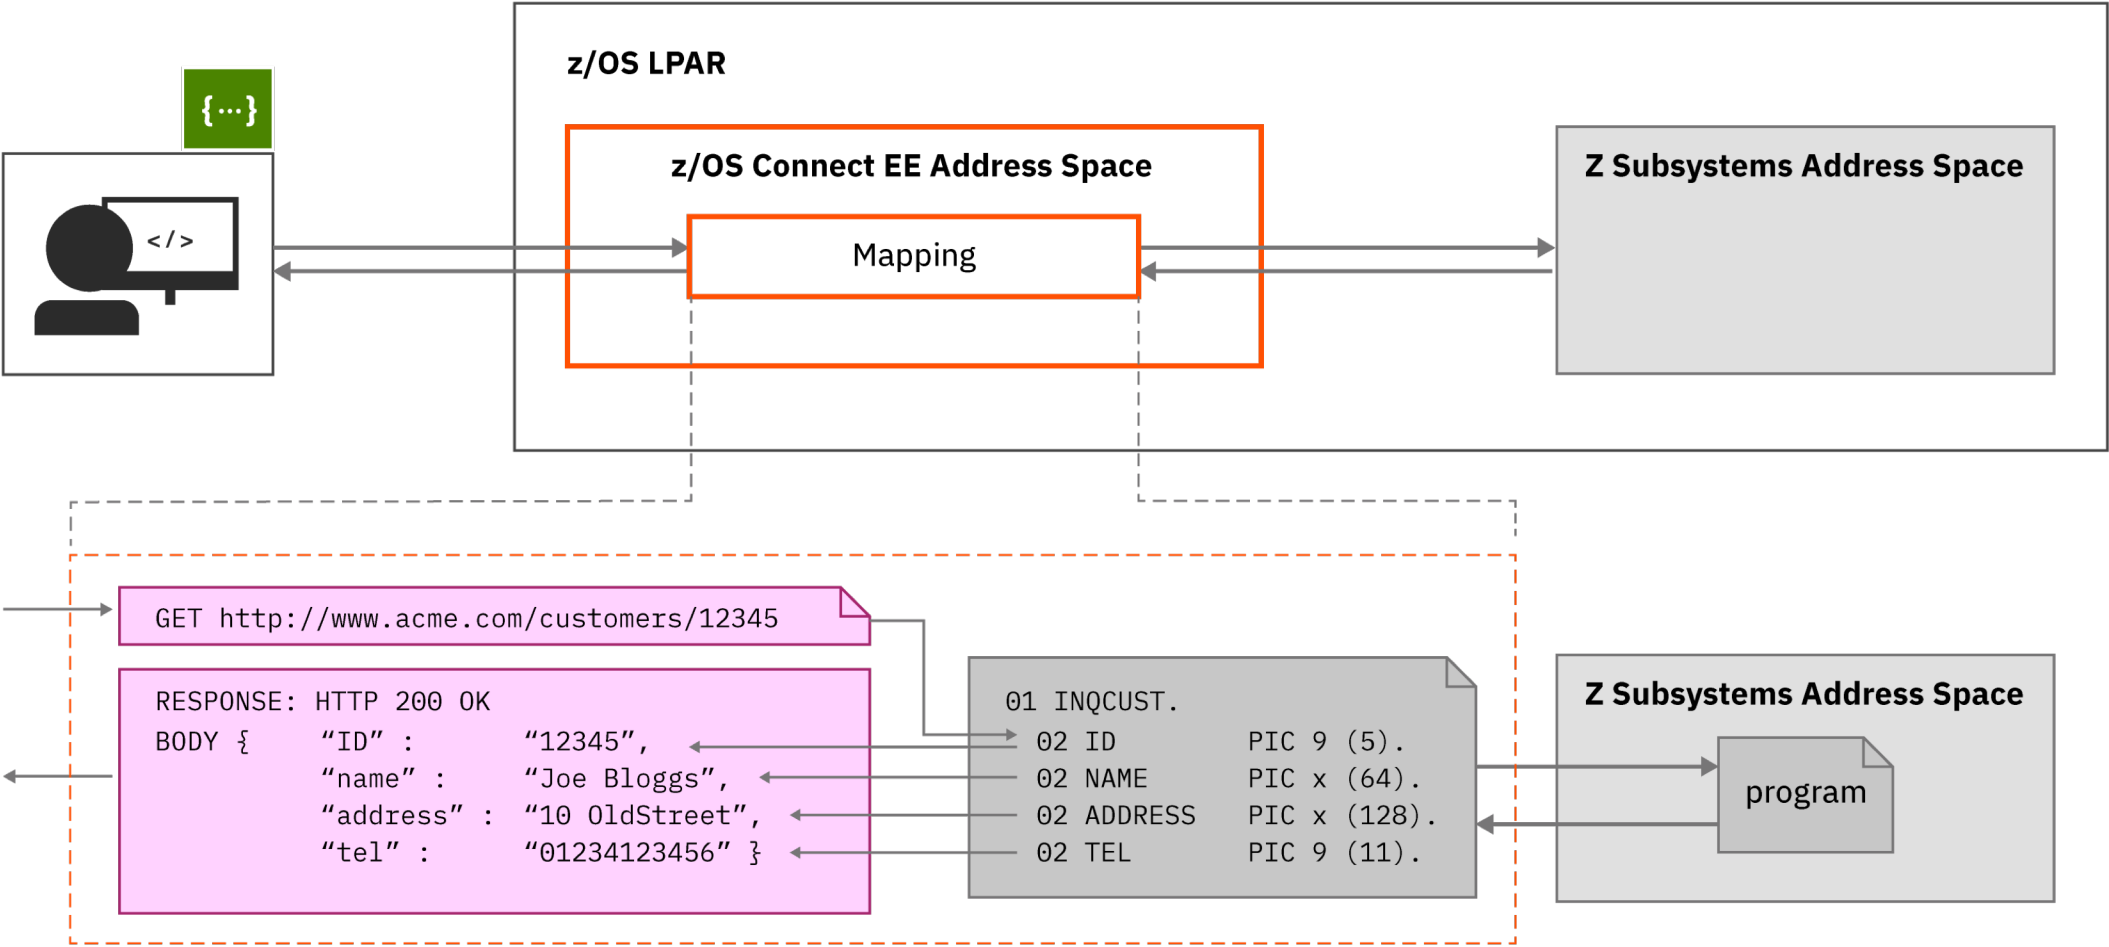 z/OS LPAR
{···}
z/OS Connect EE Address Space
Z Subsystems Address Space
</>
Mapping
GET http://www.acme.com/customers/12345
RESPONSE: HTTP 200 OK
BODY { “ID” : “12345”,
“name” : “Joe Bloggs”,
“address” : “10 OldStreet”,
“tel” : “01234123456” }
01 INQCUST.
02 ID PIC 9 (5).
02 NAME PIC x (64).
02 ADDRESS PIC x (128).
02 TEL PIC 9 (11).
Z Subsystems Address Space
program